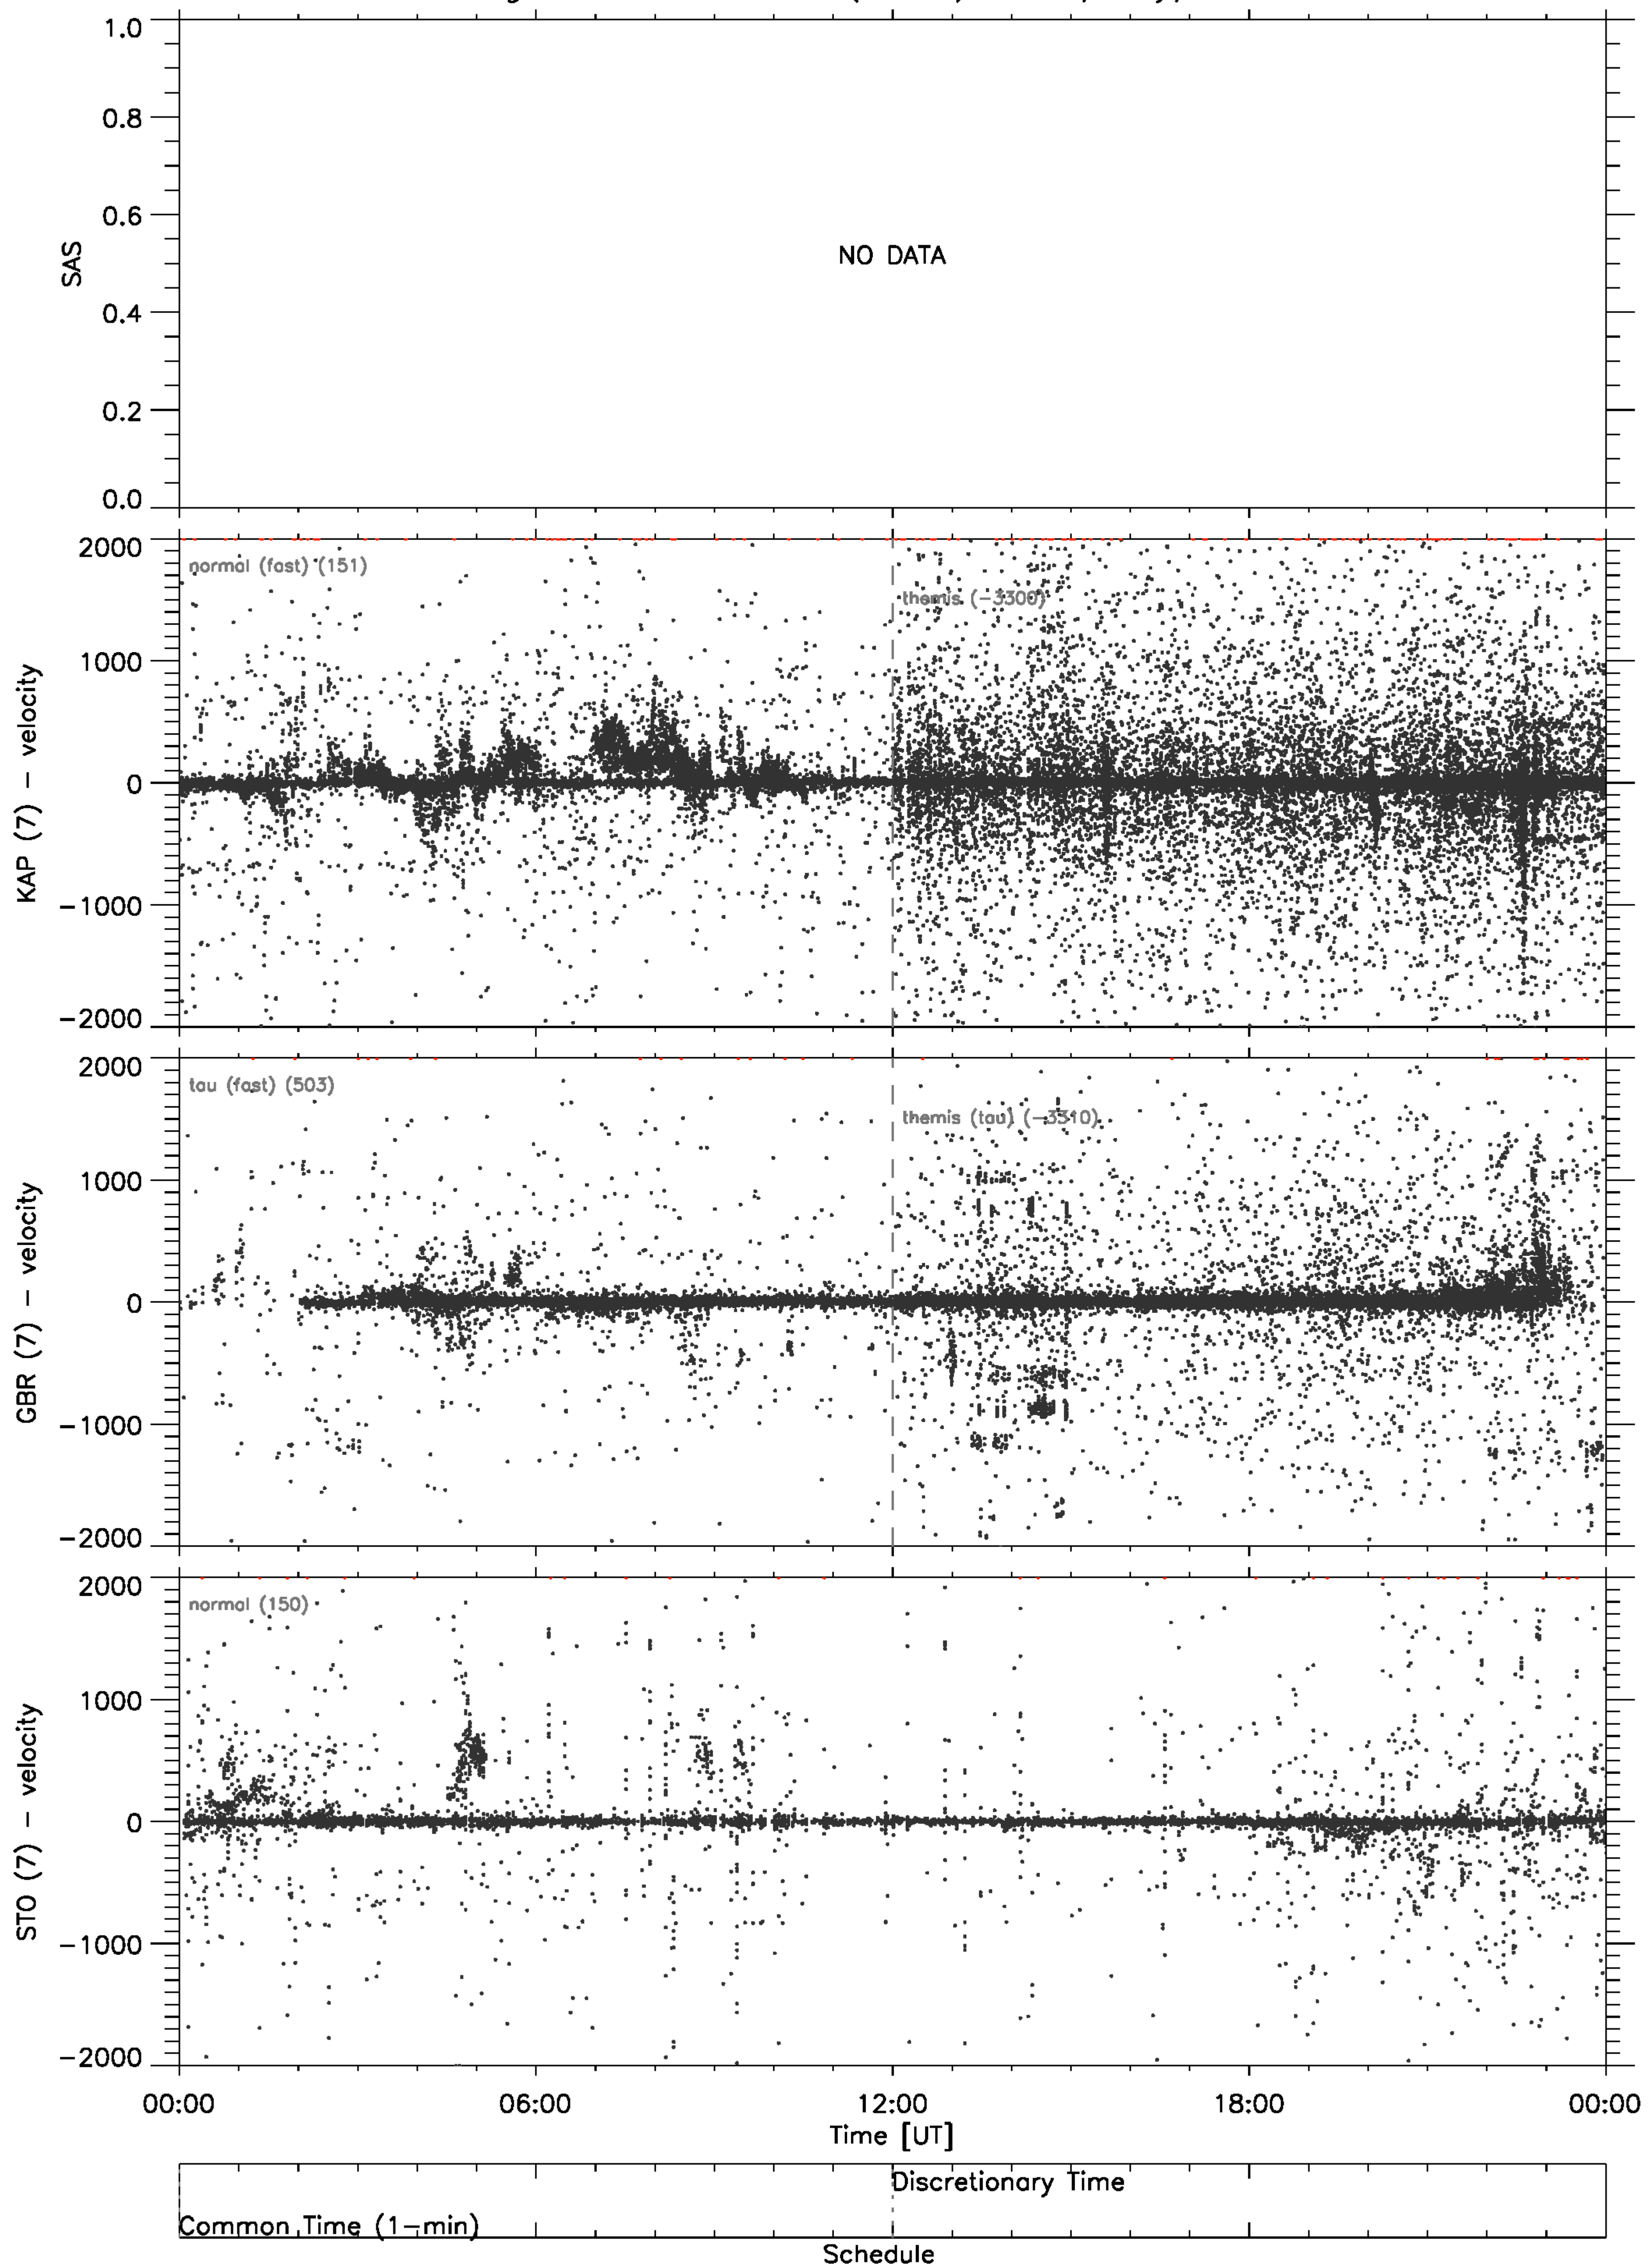 1.0
0.8
0.6
0.4
0.2
0.0
SAS
NO DATA
2000
1000
0
−1000
−2000
KAP (7) − velocity
normal (fast) (151)
themis (−3300)
2000
1000
0
−1000
−2000
GBR (7) − velocity
tau (fast) (503)
themis (tau) (−3310)
2000
1000
0
−1000
−2000
STO (7) − velocity
normal (150)
00:00 06:00 12:00 18:00 00:00
Time [UT]
Discretionary Time
Common Time (1−min)
Schedule